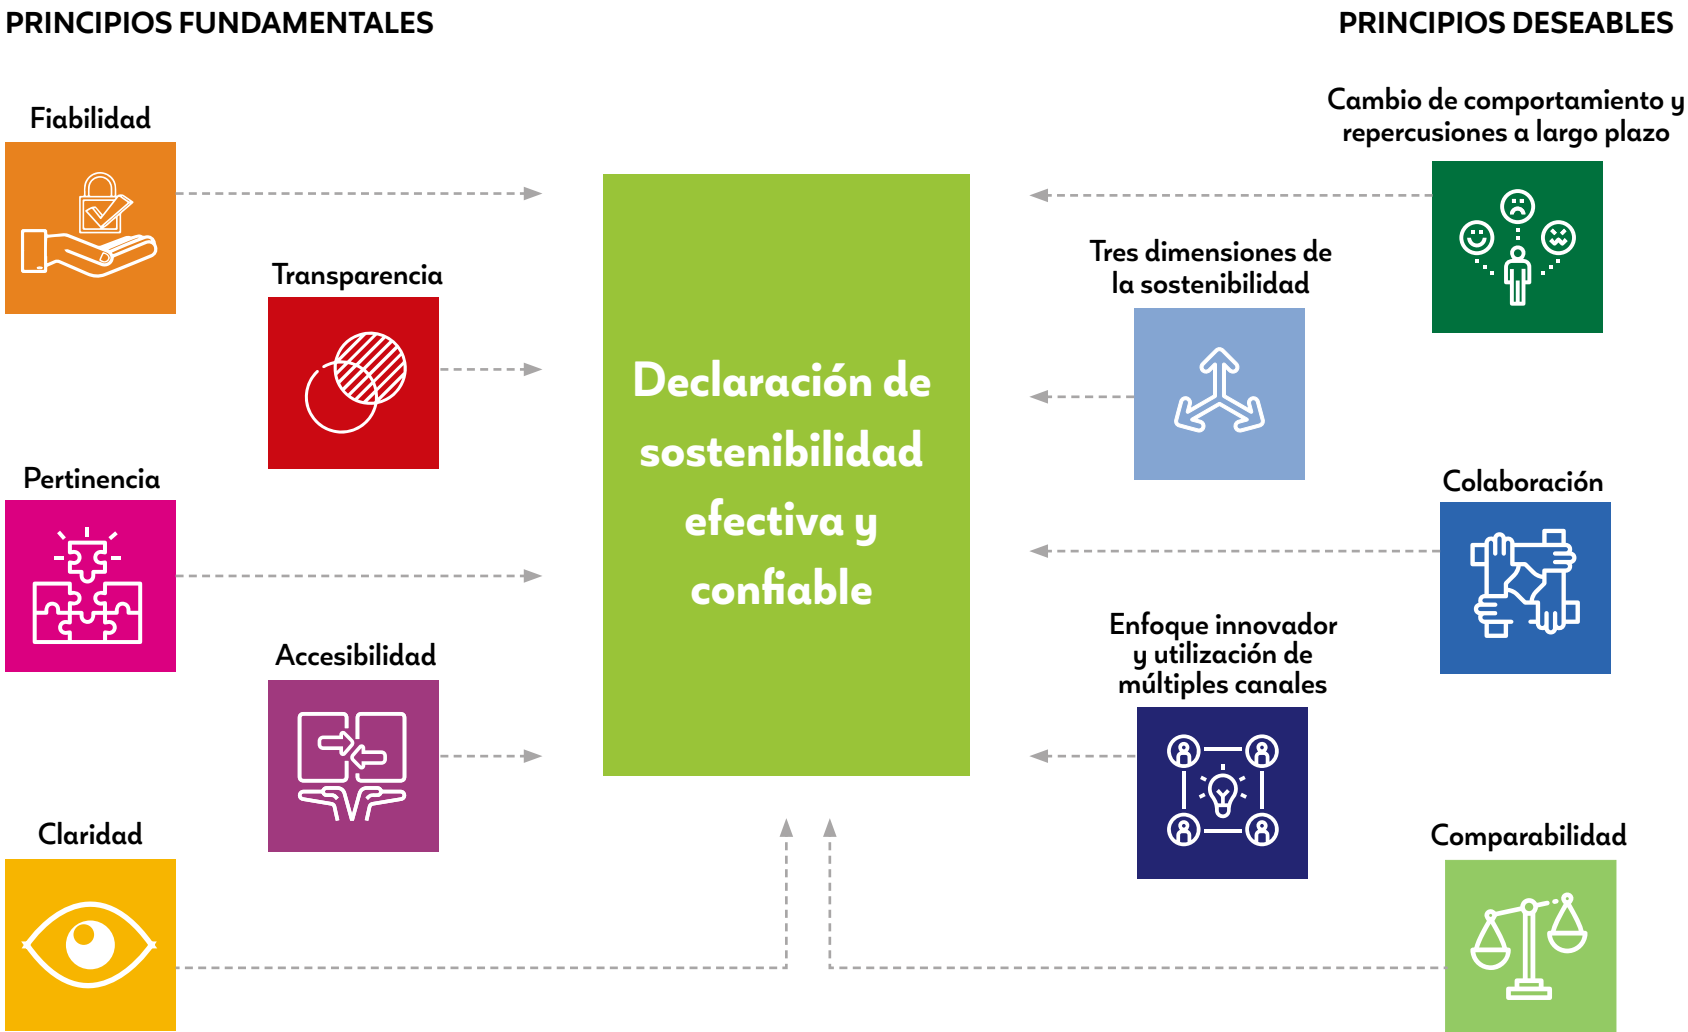 PRINCIPIOS FUNDAMENTALES
Fiabilidad
Transparencia
Pertinencia
Accesibilidad
Claridad
Declaración de
sostenibilidad
efectiva y
confiable
PRINCIPIOS DESEABLES
Cambio de comportamiento y
repercusiones a largo plazo
Tres dimensiones de
la sostenibilidad
Colaboración
Enfoque innovador
y utilización de
múltiples canales
Comparabilidad